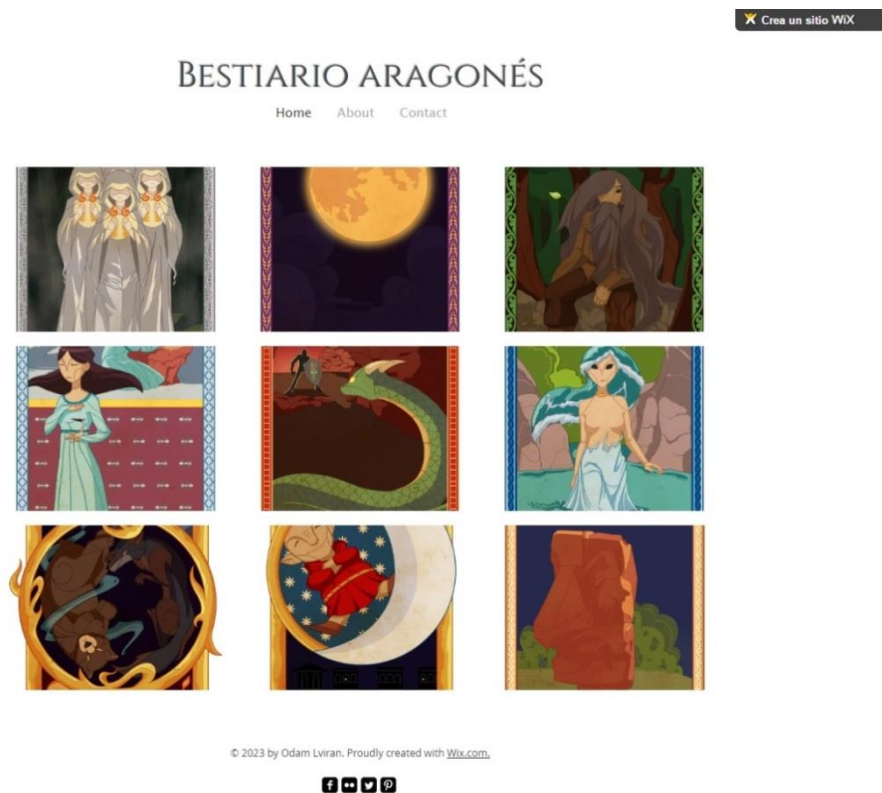 Crea un sitio WiX
BESTIARIO ARAGONÉS
Home About Contact
© 2023 by Odam Lviran. Proudly created with Wix.com.